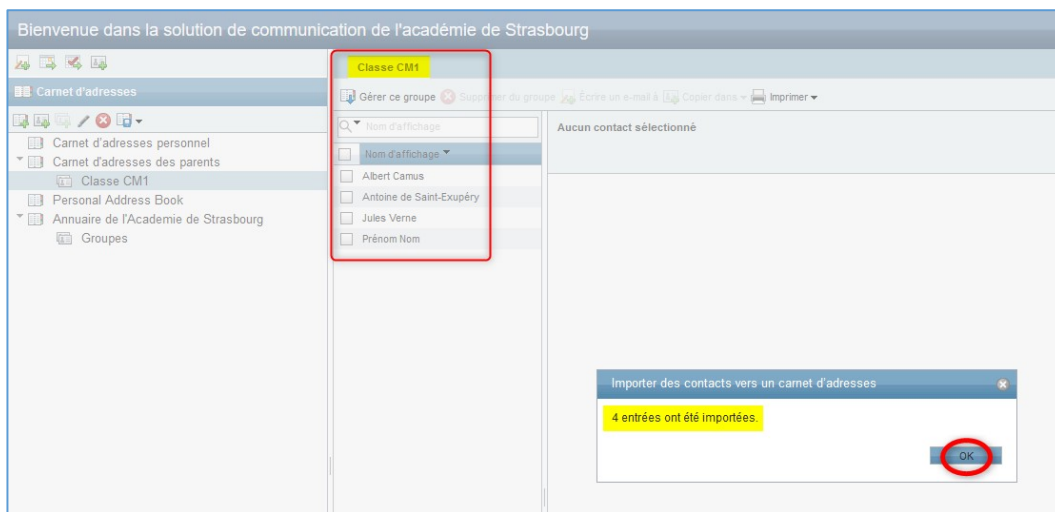 Bienvenue dans la solution de communication de l'académie de Strasbourg
Carnet d'adresses
Carnet d'adresses personnel
Carnet d'adresses des parents
Classe CM1
Personal Address Book
Annuaire de l'Academie de Strasbourg
Groupes
Classe CM1
Gérer ce groupe Supprimer du groupe Écrire un e-mail à Copier dans Imprimer
Nom d'affichage
Nom d'affichage
Albert Camus
Antoine de Saint-Exupéry
Jules Verne
Prénom Nom
Aucun contact sélectionné
Importer des contacts vers un carnet d'adresses
4 entrées ont été importées.
OK